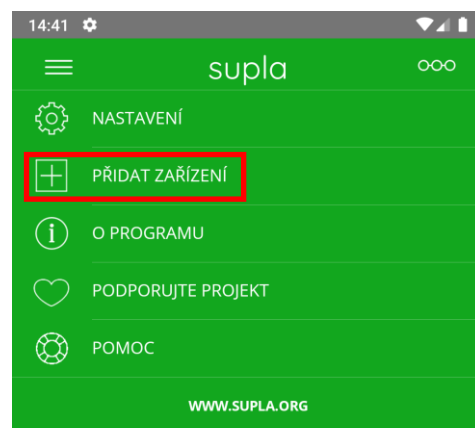 14:41
supla
NASTAVENÍ
PŘIDAT ZAŘÍZENÍ
O PROGRAMU
PODPORUJTE PROJEKT
POMOC
WWW.SUPLA.ORG